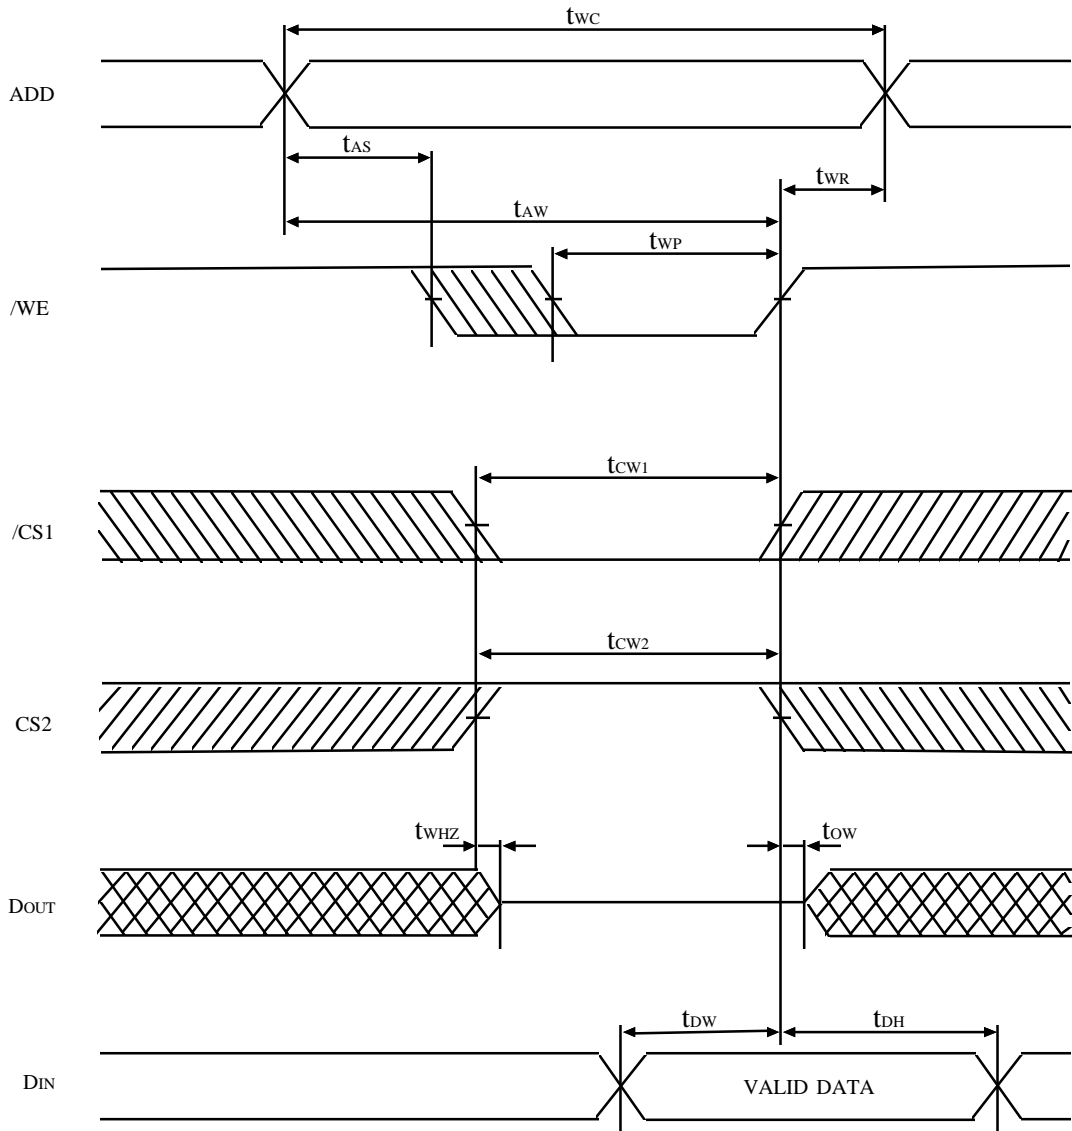 tWC
ADD
tAS
tWR
tAW
tWP
/WE
tCW1
/CS1
tCW2
CS2
tWHZ
tOW
DOUT
tDW
tDH
DIN
VALID DATA